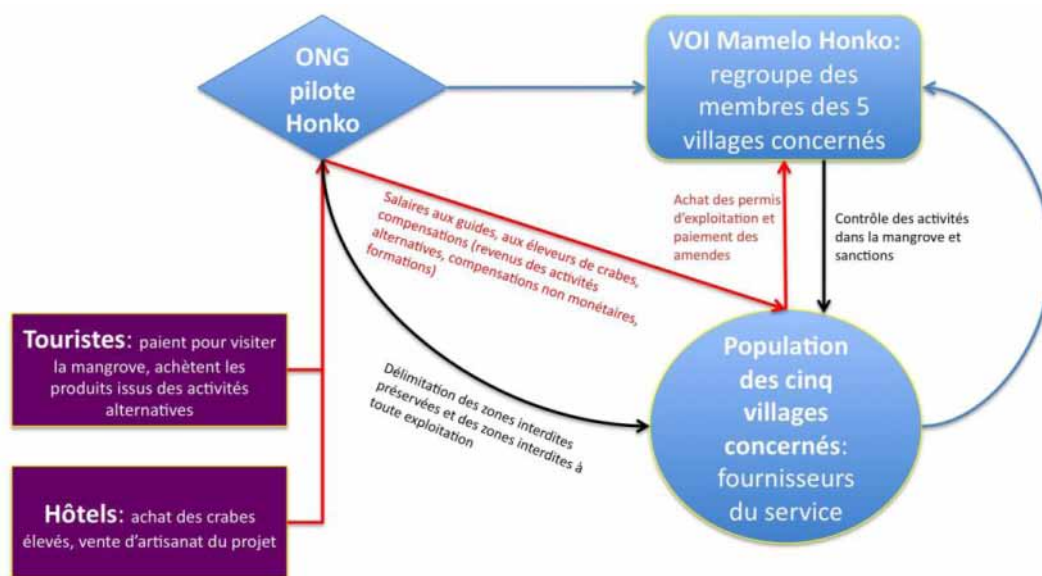 ONG
pilote
Honko
VOI Mamelo Honko:
regroupe des
membres des 5
villages concernés
Salaires aux guides, aux éleveurs de crabes,
compensations (revenus des activités
alternatives, compensations non monétaires,
formations)
Achat des permis
d'exploitation et
paiement des
amendes
Contrôle des activités
dans la mangrove et
sanctions
Touristes: paient pour visiter
la mangrove, achètent les
produits issus des activités
alternatives
Délimitation des zones interdites
préservées et des zones interdites à
toute exploitation
Population
des cinq
villages
concernés:
fournisseurs
du service
Hôtels: achat des crabes
élevés, vente d'artisanat du projet